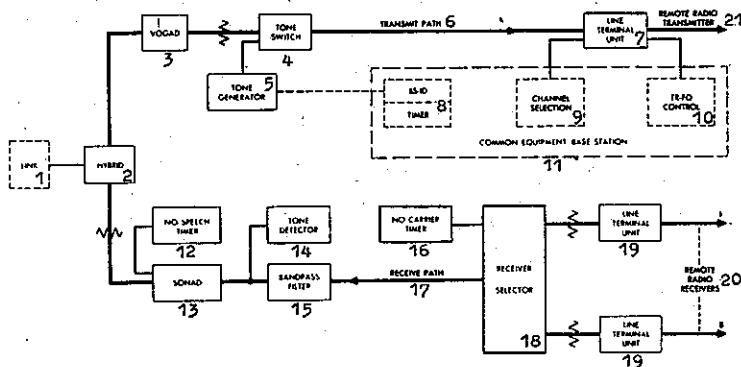 VOGAD
3
TONE
SWITCH
4
TRANSMIT PATH 6
LINE
TERMINAL
UNIT 7
REMOTE RADIO
TRANSMITTER
21
TONE 5
GENERATOR
BS-ID
TIMER
8
CHANNEL
SELECTION
9
CONTROL
10
COMMON EQUIPMENT BASE STATION
11
LINK
1
HYBRID
2
NO-SPEECH
TIMER
12
TONE
DETECTOR
14
NO CARRIER
TIMER
16
SONAD
13
BANDPASS
FILTER
15
RECEIVE PATH
17
RECEIVER
SELECTOR
18
LINE
TERMINAL
UNIT
19
REMOTE
RADIO
RECEIVERS
20
LINE
TERMINAL
UNIT
19
8